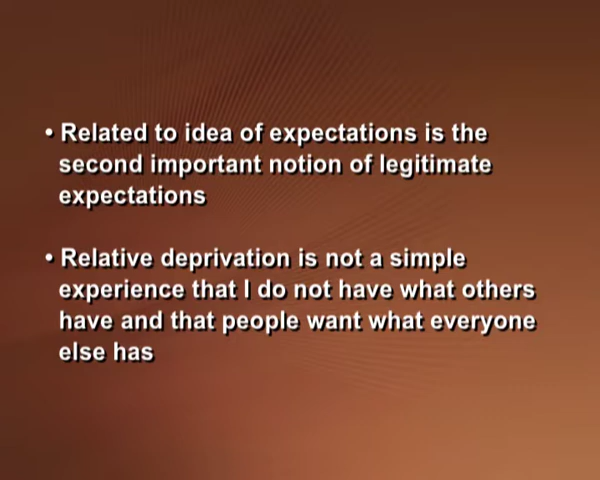 • Related to idea of expectations is the
second important notion of legitimate
expectations
• Relative deprivation is not a simple
experience that I do not have what others
have and that people want what everyone
else has